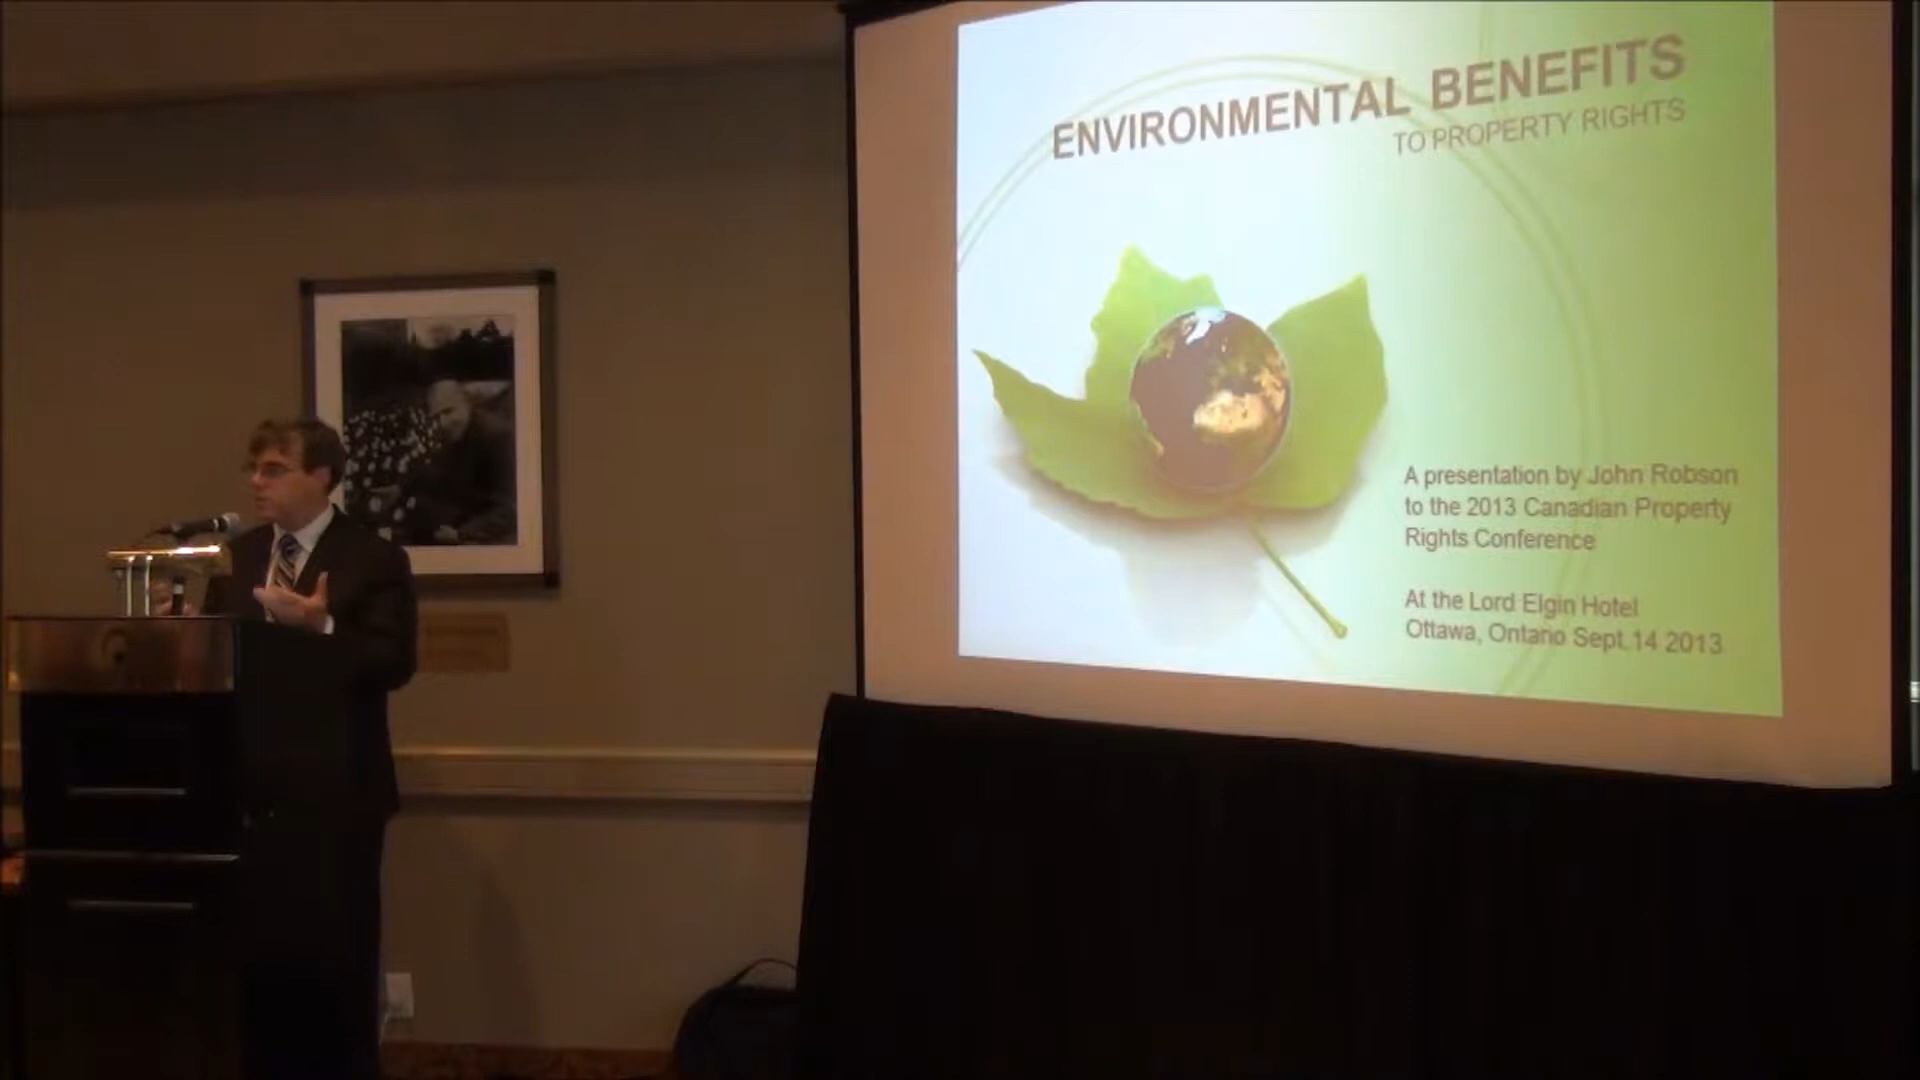 ENVIRONMENTAL BENEFITS
TO PROPERTY RIGHTS
A presentation by John Robson
to the 2013 Canadian Property
Rights Conference
At the Lord Elgin Hotel
Ottawa, Ontario Sept.14 2013